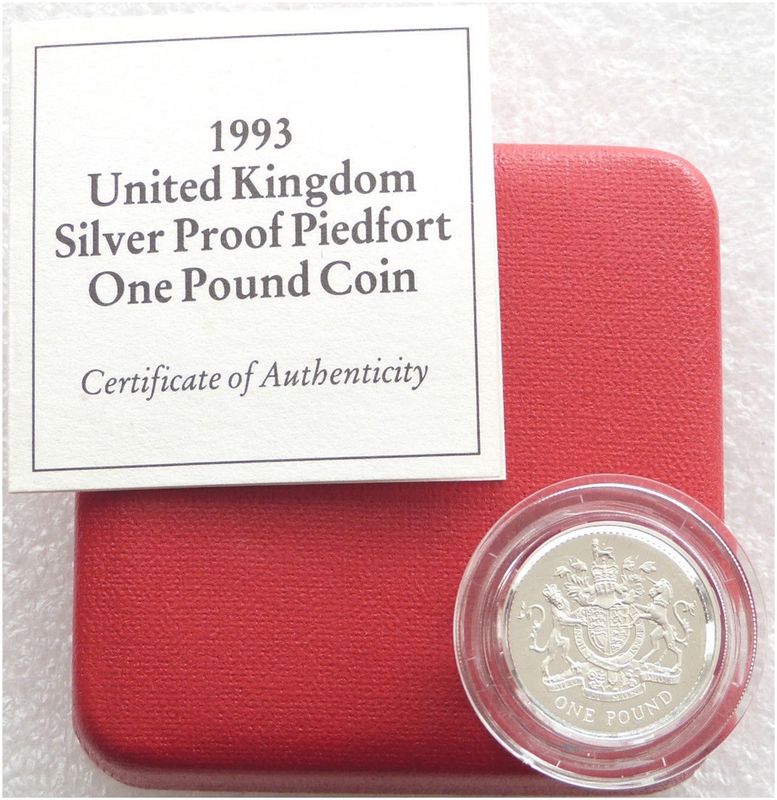 1993
United Kingdom
Silver Proof Piedfort
One Pound Coin
Certificate of Authenticity
ONE POUND